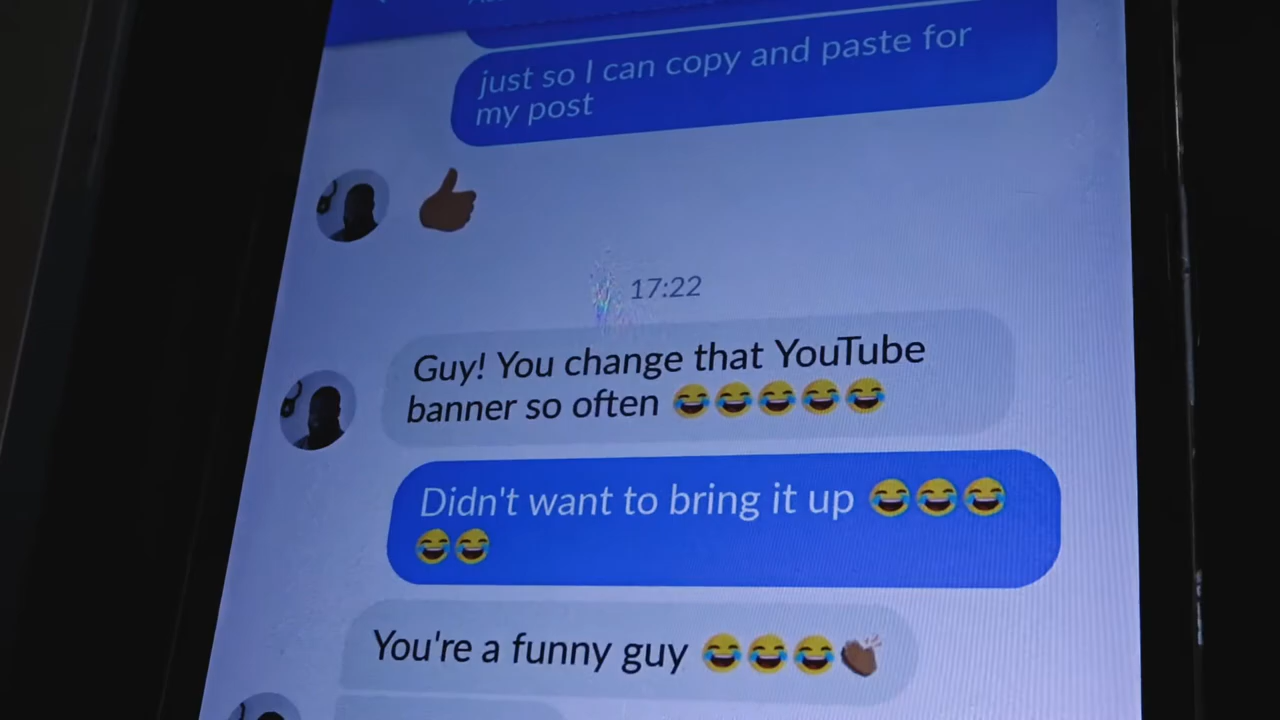 just so I can copy and paste for
my post
👍🏾
17:22
Guy! You change that YouTube
banner so often 😂😂😂😂😂
Didn't want to bring it up 😂😂😂
😂😂
You're a funny guy 😂😂😂👏🏾